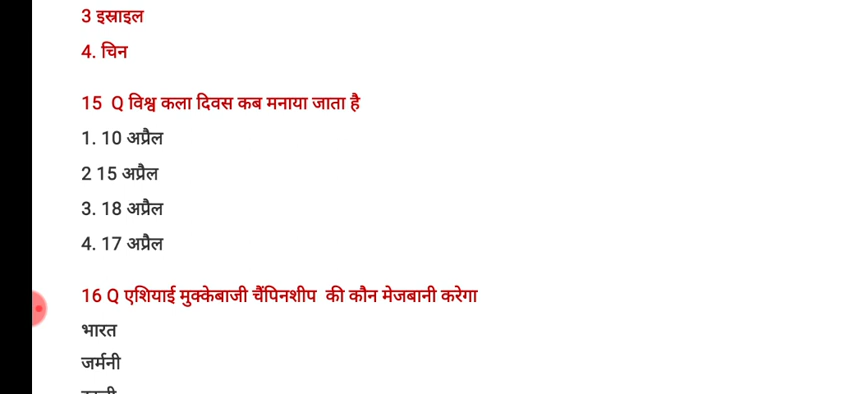 3 इस्राइल
4. चिन
15 Q विश्व कला दिवस कब मनाया जाता है
1. 10 अप्रैल
2 15 अप्रैल
3. 18 अप्रैल
4. 17 अप्रैल
16 Q एशियाई मुक्केबाजी चैंपिनशीप की कौन मेजबानी करेगा
भारत
जर्मनी